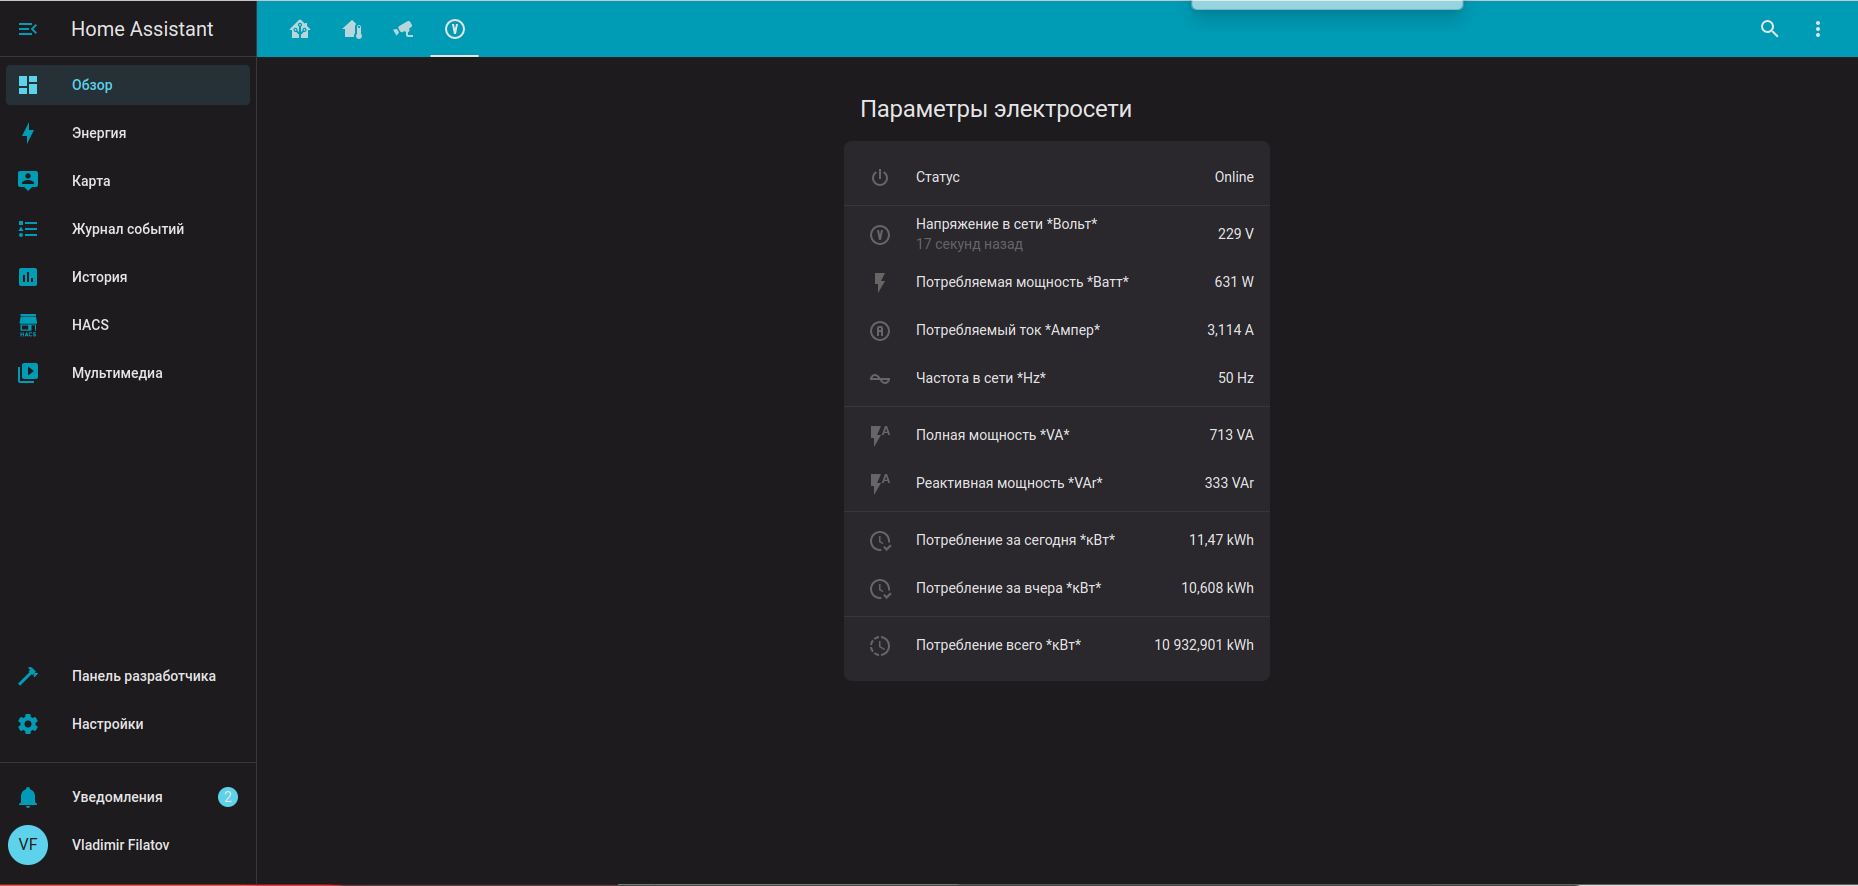 Home Assistant
Обзор
Энергия
Карта
Журнал событий
История
HACS
HACS
Мультимедиа
Панель разработчика
Настройки
Уведомления 2
VF Vladimir Filatov
V
Параметры электросети
Статус Online
V Напряжение в сети *Вольт* 229 V
17 секунд назад
Потребляемая мощность *Ватт* 631 W
A Потребляемый ток *Ампер* 3,114 A
Частота в сети *Hz* 50 Hz
A Полная мощность *VA* 713 VA
A Реактивная мощность *VAr* 333 VAr
Потребление за сегодня *кВт* 11,47 kWh
Потребление за вчера *кВт* 10,608 kWh
Потребление всего *кВт* 10 932,901 kWh